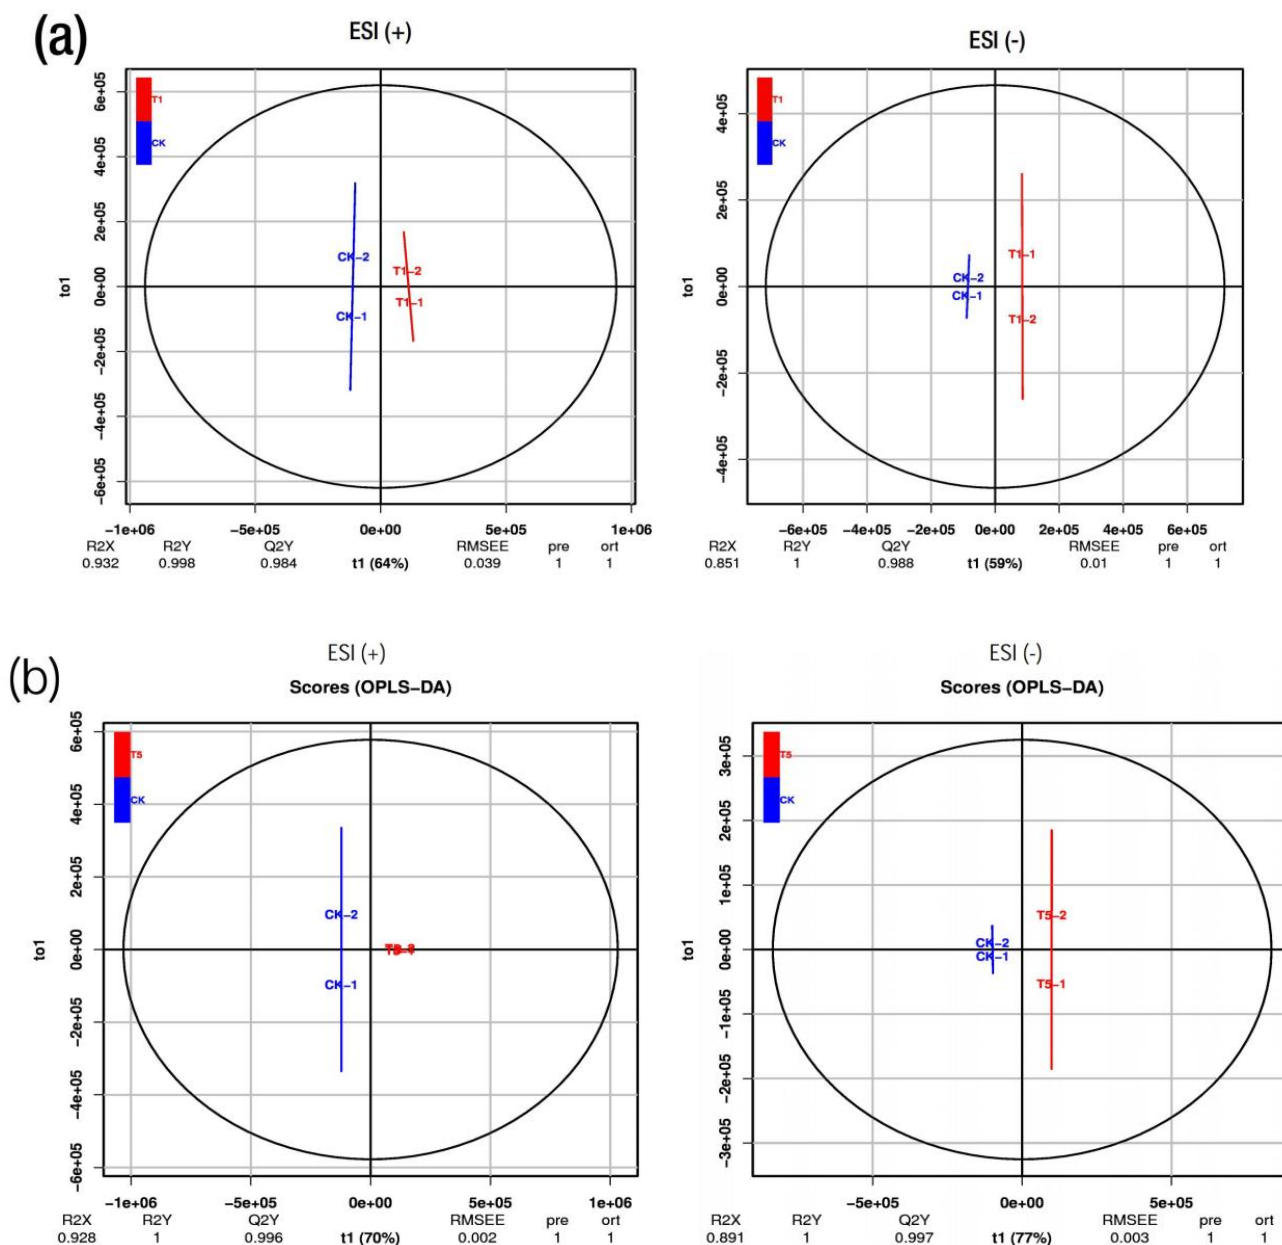 (a)
ESI (+)
T1
CK
6e+05
4e+05
2e+05
0e+00
−2e+05
−4e+05
−6e+05
to1
CK−2
CK−1
T1−2
T1−1
−1e+06 −5e+05 0e+00 5e+05 1e+06
R2X R2Y Q2Y RMSEE pre ort
0.932 0.998 0.984 t1 (64%) 0.039 1 1
ESI (-)
T1
CK
4e+05
2e+05
0e+00
−2e+05
−4e+05
to1
CK−2
CK−1
T1−1
T1−2
−6e+05 −2e+05 0e+00 2e+05 4e+05 6e+05
R2X R2Y Q2Y RMSEE pre ort
0.851 1 0.988 t1 (59%) 0.01 1 1
(b)
ESI (+)
Scores (OPLS−DA)
T5
CK
6e+05
4e+05
2e+05
0e+00
−2e+05
−4e+05
−6e+05
to1
CK−2
CK−1
−1e+06 −5e+05 0e+00 5e+05 1e+06
R2X R2Y Q2Y RMSEE pre ort
0.928 1 0.996 t1 (70%) 0.002 1 1
ESI (-)
Scores (OPLS−DA)
T5
CK
3e+05
2e+05
1e+05
0e+00
−1e+05
−2e+05
−3e+05
to1
CK−2
CK−1
T5−2
T5−1
−5e+05 0e+00 5e+05
R2X R2Y Q2Y RMSEE pre ort
0.891 1 0.997 t1 (77%) 0.003 1 1